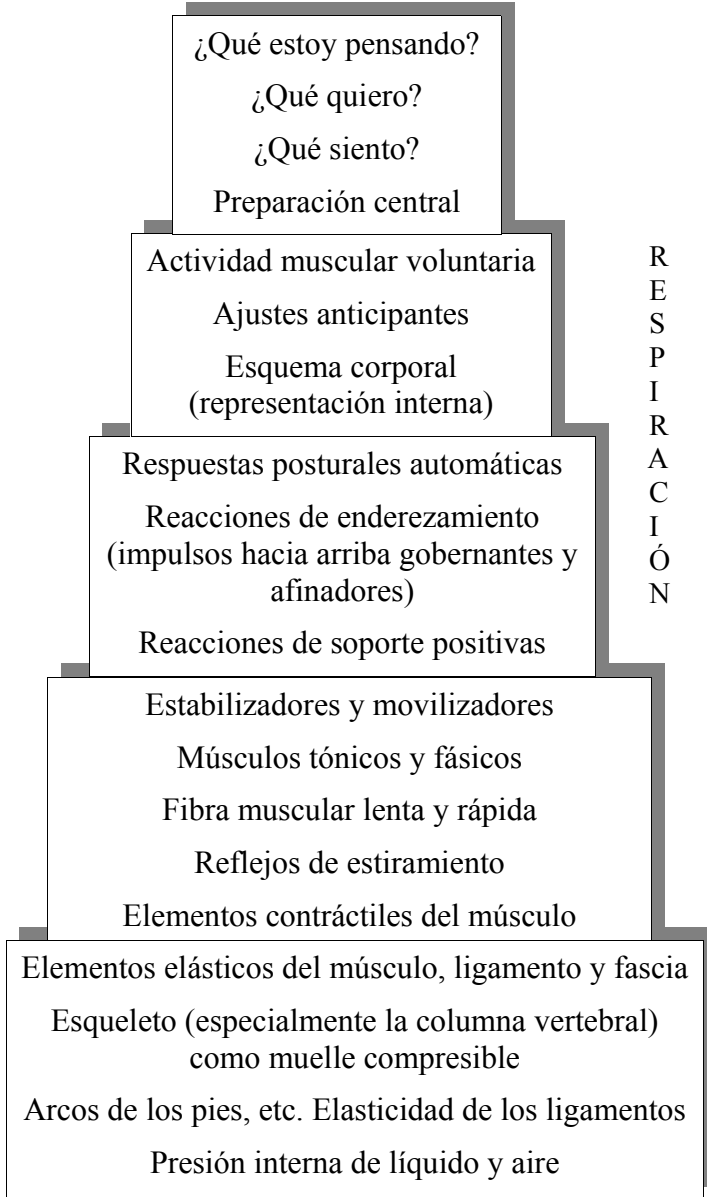 ¿Qué estoy pensando?
¿Qué quiero?
¿Qué siento?
Preparación central
Actividad muscular voluntaria
Ajustes anticipantes
Esquema corporal
(representación interna)
Respuestas posturales automáticas
Reacciones de enderezamiento
(impulsos hacia arriba gobernantes y
afinadores)
Reacciones de soporte positivas
Estabilizadores y movilizadores
Músculos tónicos y fásicos
Fibra muscular lenta y rápida
Reflejos de estiramiento
Elementos contráctiles del músculo
Elementos elásticos del músculo, ligamento y fascia
Esqueleto (especialmente la columna vertebral)
como muelle compresible
Arcos de los pies, etc. Elasticidad de los ligamentos
Presión interna de líquido y aire
R
E
S
P
I
R
A
C
I
Ó
N